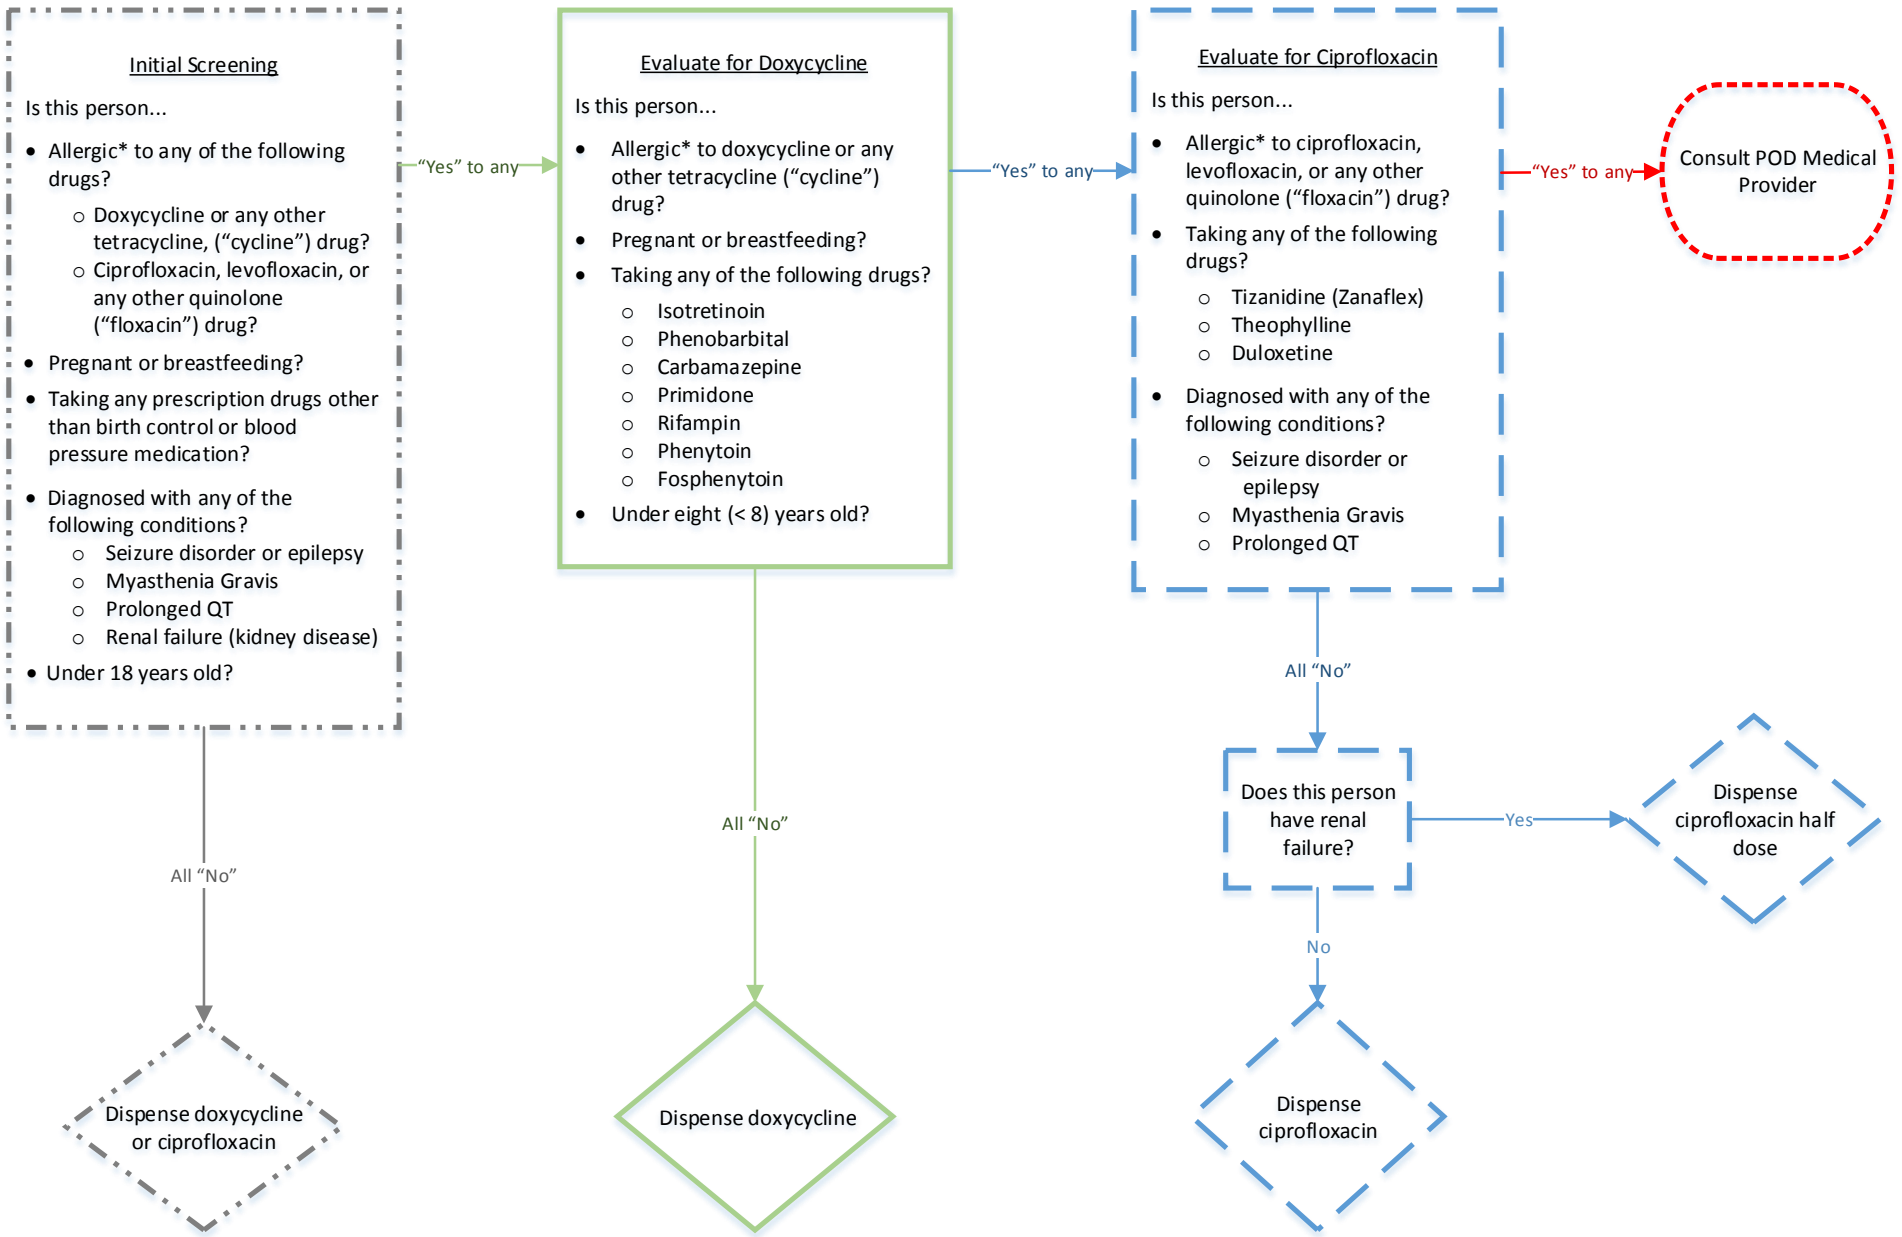 Initial Screening
Is this person...
• Allergic* to any of the following
drugs?
o Doxycycline or any other
tetracycline, (“cycline”) drug?
o Ciprofloxacin, levofloxacin, or
any other quinolone
(“floxacin”) drug?
• Pregnant or breastfeeding?
• Taking any prescription drugs other
than birth control or blood
pressure medication?
• Diagnosed with any of the
following conditions?
o Seizure disorder or epilepsy
o Myasthenia Gravis
o Prolonged QT
o Renal failure (kidney disease)
• Under 18 years old?
“Yes” to any
All “No”
Dispense doxycycline
or ciprofloxacin
Evaluate for Doxycycline
Is this person...
• Allergic* to doxycycline or any
other tetracycline (“cycline”)
drug?
• Pregnant or breastfeeding?
• Taking any of the following drugs?
o Isotretinoin
o Phenobarbital
o Carbamazepine
o Primidone
o Rifampin
o Phenytoin
o Fosphenytoin
• Under eight (< 8) years old?
“Yes” to any
All “No”
Dispense doxycycline
Evaluate for Ciprofloxacin
Is this person...
• Allergic* to ciprofloxacin,
levofloxacin, or any other
quinolone (“floxacin”) drug?
• Taking any of the following
drugs?
o Tizanidine (Zanaflex)
o Theophylline
o Duloxetine
• Diagnosed with any of the
following conditions?
o Seizure disorder or
epilepsy
o Myasthenia Gravis
o Prolonged QT
“Yes” to any
Consult POD Medical
Provider
All “No”
Does this person
have renal
failure?
Yes
Dispense
ciprofloxacin half
dose
No
Dispense
ciprofloxacin